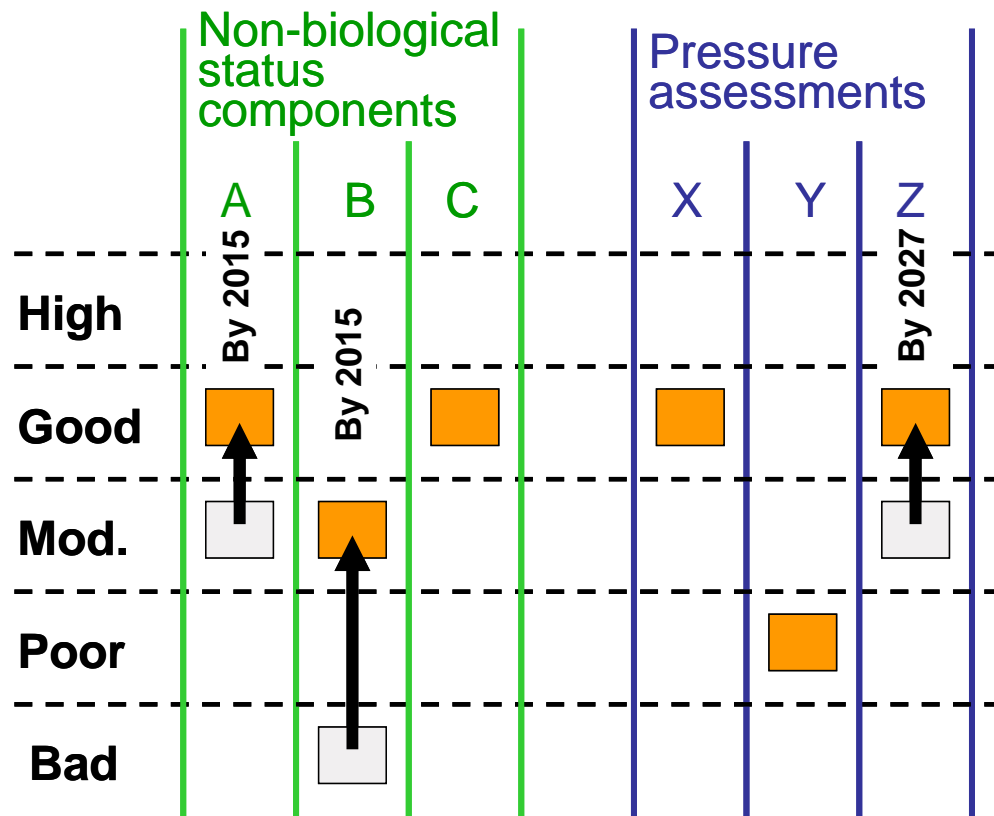 Non-biological
status
components
Pressure
assessments
A
B
C
X
Y
Z
By 2015
By 2015
By 2027
High
Good
Mod.
Poor
Bad